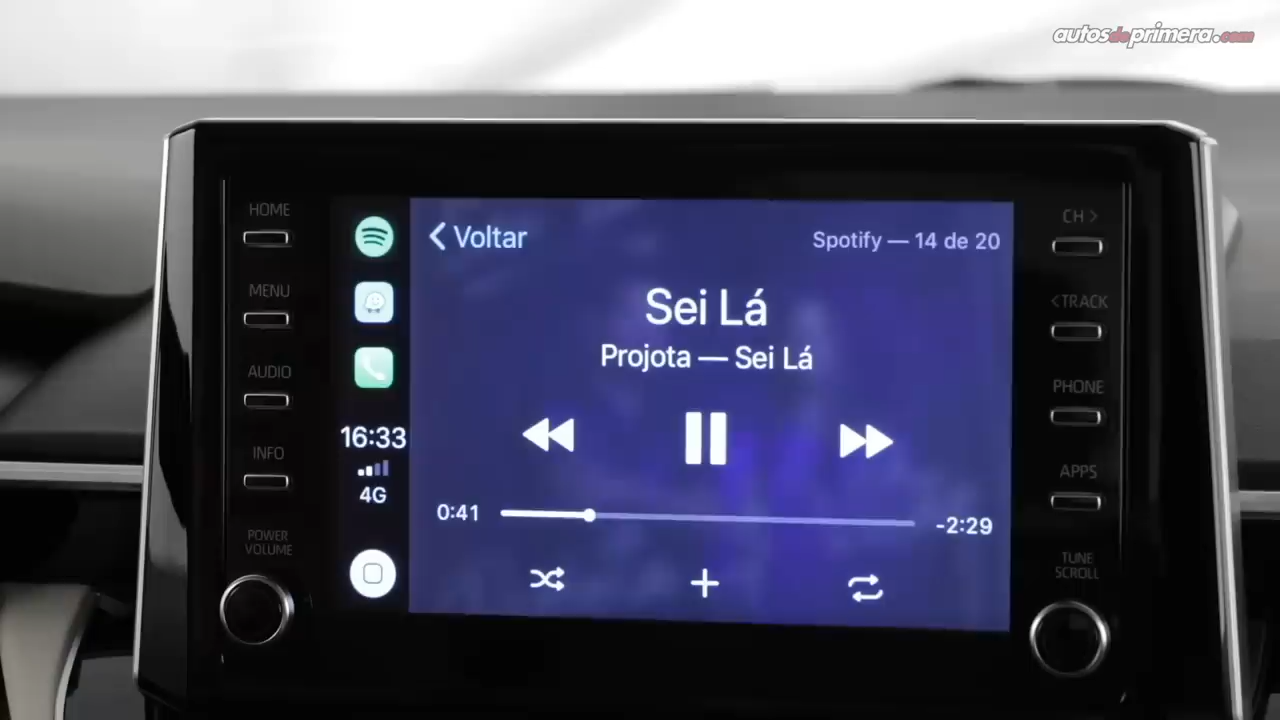 autosdeprimera.com
HOME
MENU
AUDIO
INFO
POWER
VOLUME
16:33
4G
Voltar
Spotify — 14 de 20
Sei Lá
Projota — Sei Lá
0:41
-2:29
CH >
<TRACK
PHONE
APPS
TUNE
SCROLL